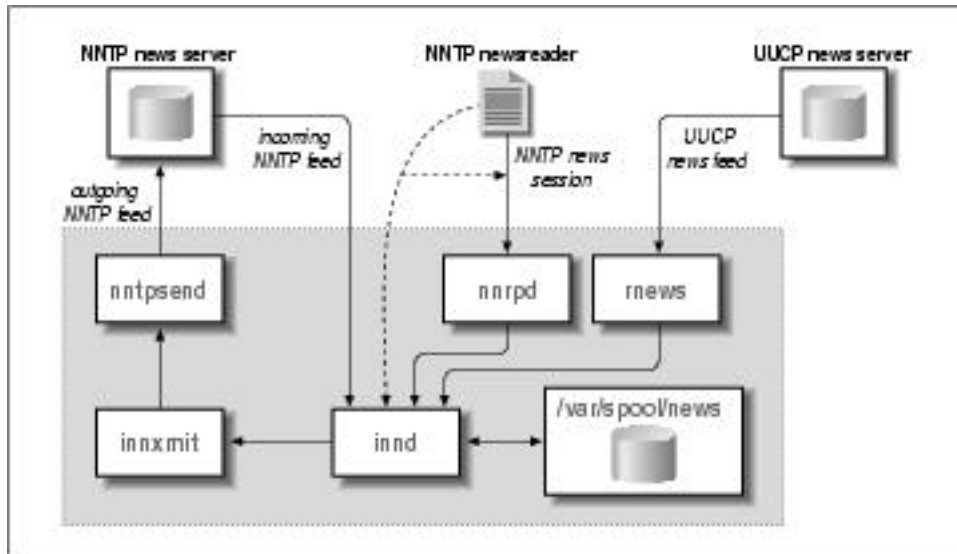 NNTP news server
NNTP newsreader
UUCP news server
incoming
NNTP feed
NNTP news
session
UUCP
news feed
outgoing
NNTP feed
nntpsend
nnrpd
rnews
innxmit
innd
/var/spool/news